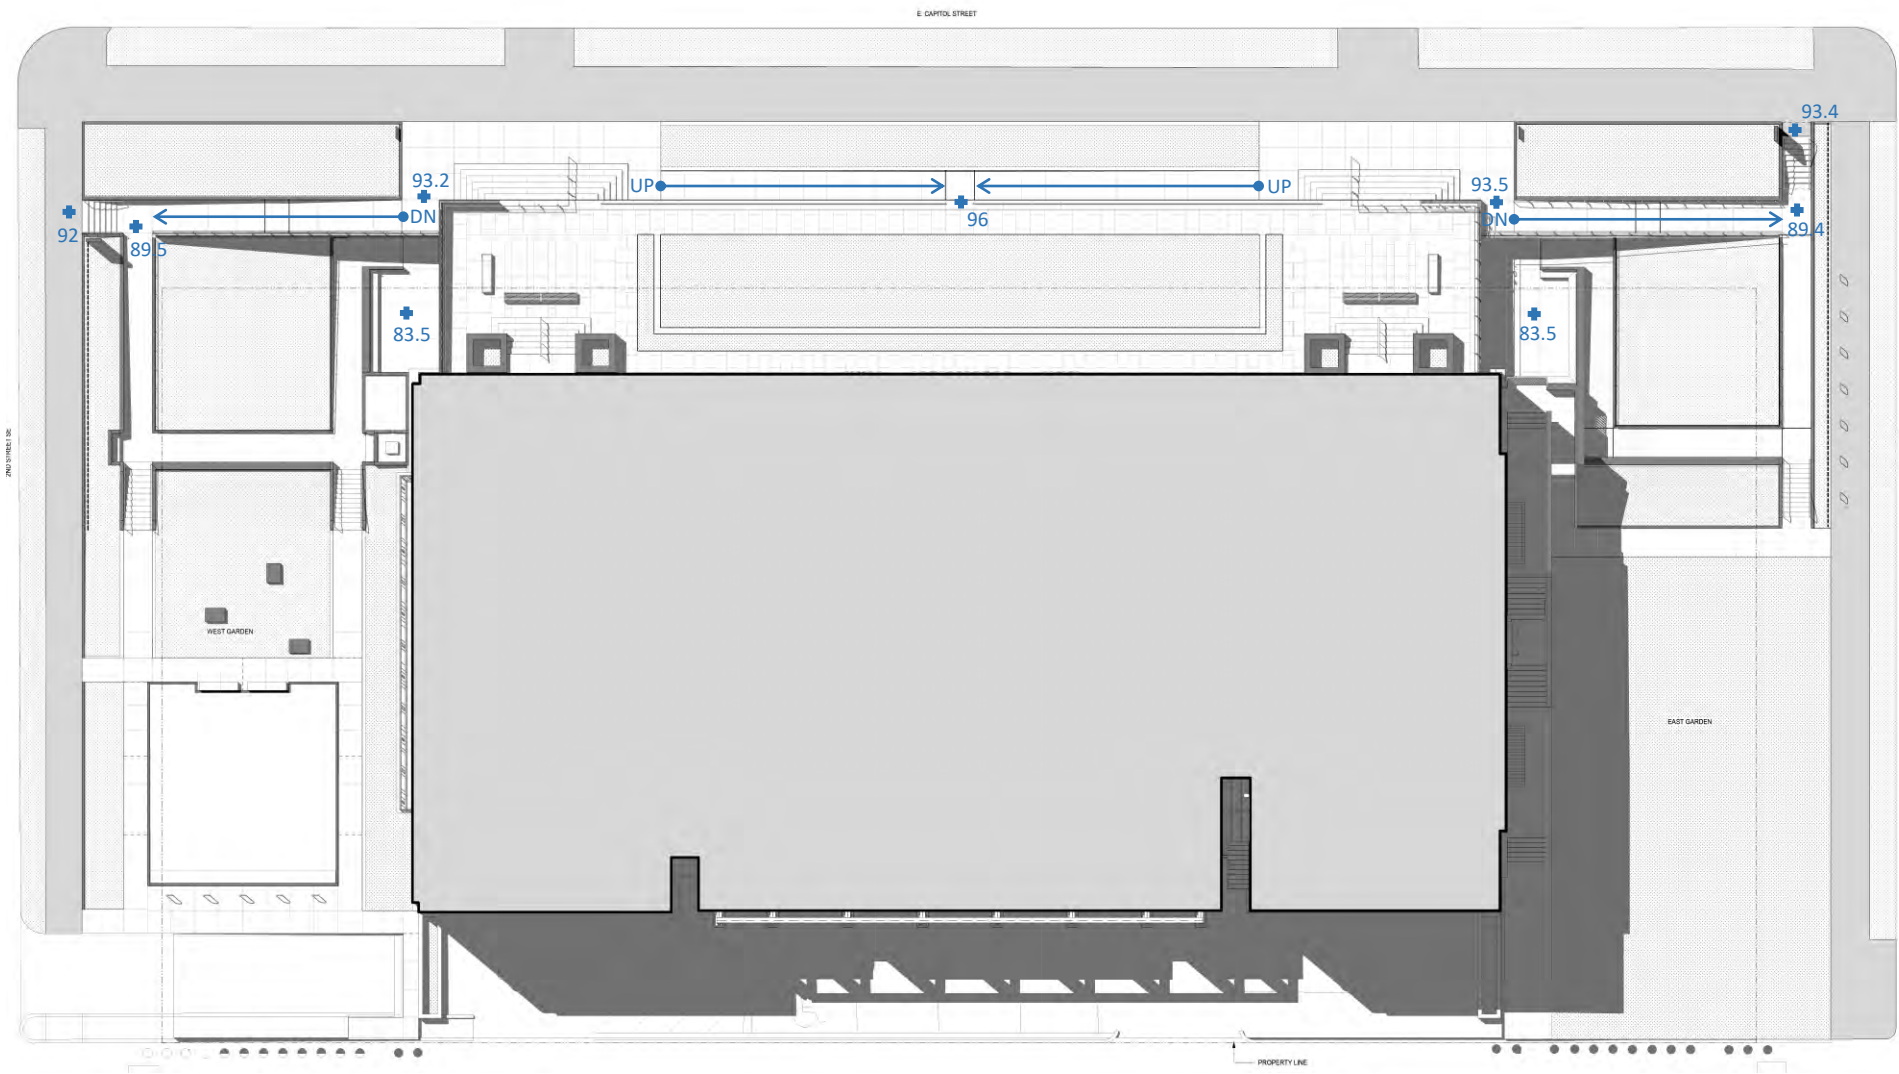 E. CAPITOL STREET
93.4
93.2
93.5
UP
UP
92
DN
96
DN
89.5
89.4
83.5
83.5
2ND STREET SE
WEST GARDEN
EAST GARDEN
PROPERTY LINE